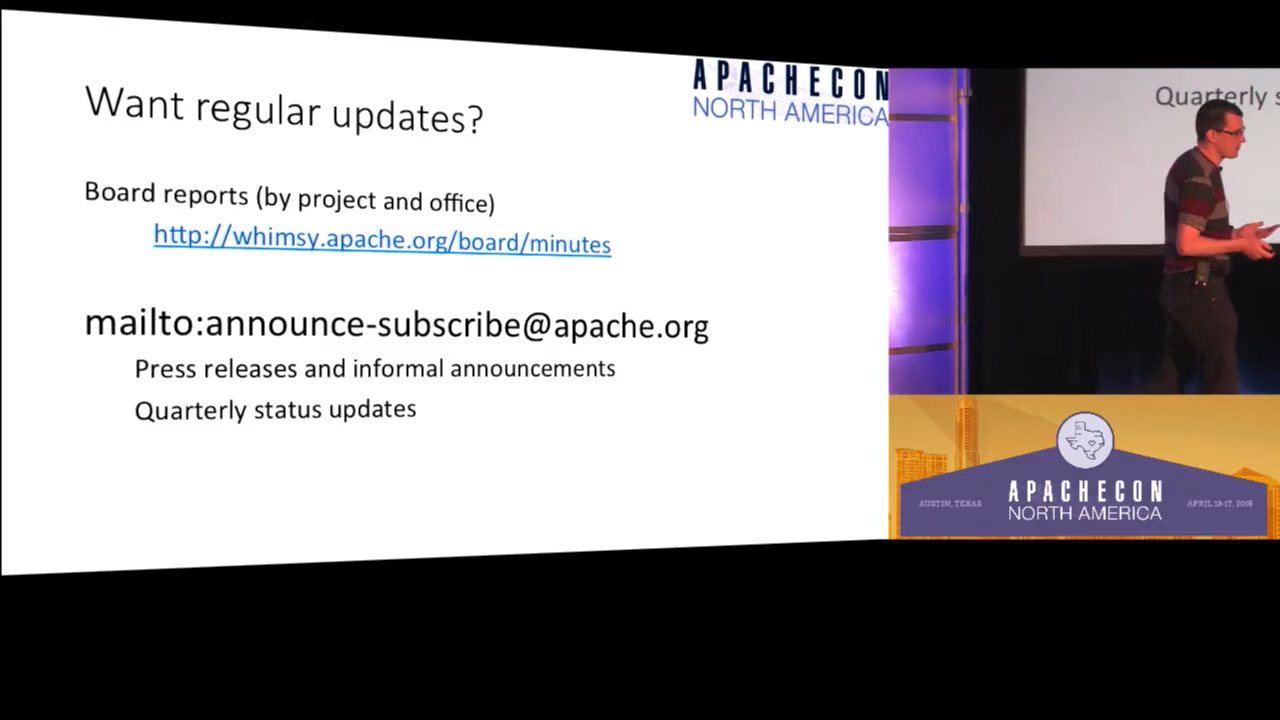 Want regular updates?
APACHECON
NORTH AMERICA
Board reports (by project and office)
http://whimsy.apache.org/board/minutes
mailto:announce-subscribe@apache.org
Press releases and informal announcements
Quarterly status updates
Quarterly s
AUSTIN, TEXAS
APACHECON
NORTH AMERICA
APRIL 13-17, 2015